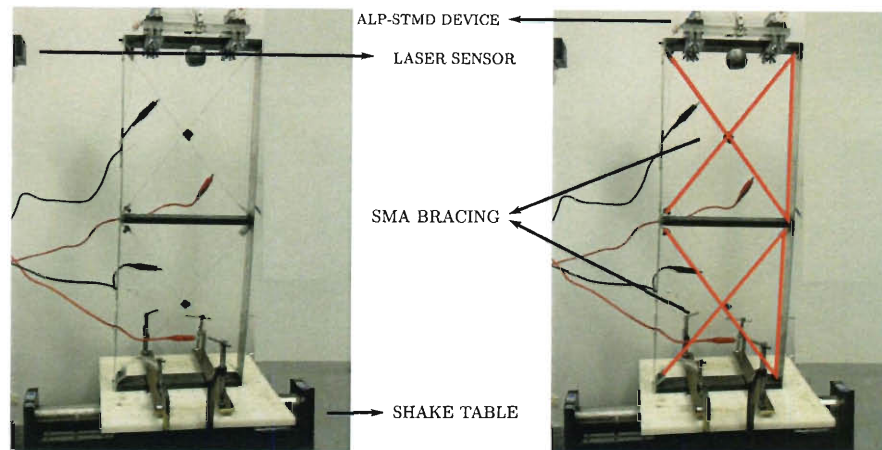 ALP-STMD DEVICE
LASER SENSOR
SMA BRACING
SHAKE TABLE